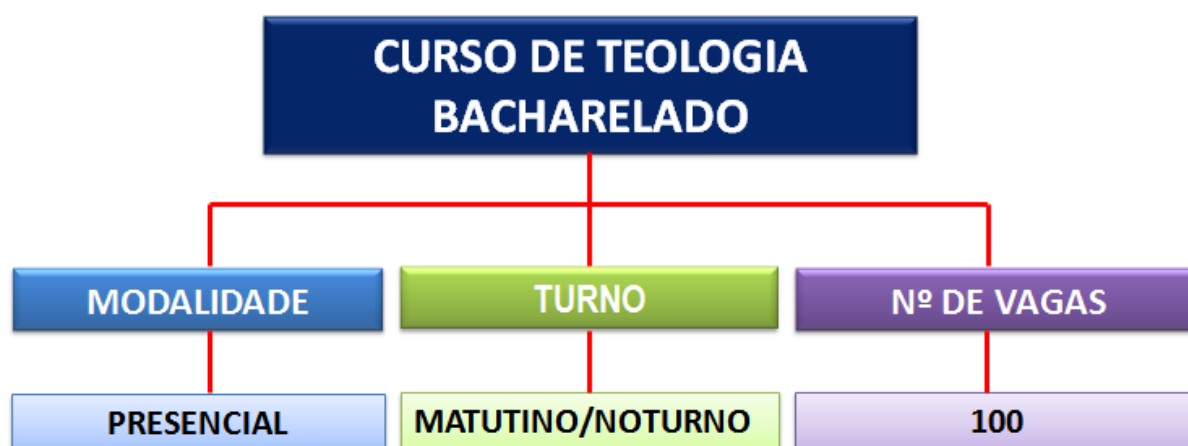 CURSO DE TEOLOGIA
BACHARELADO
MODALIDADE
TURNO
Nº DE VAGAS
PRESENCIAL
MATUTINO/NOTURNO
100